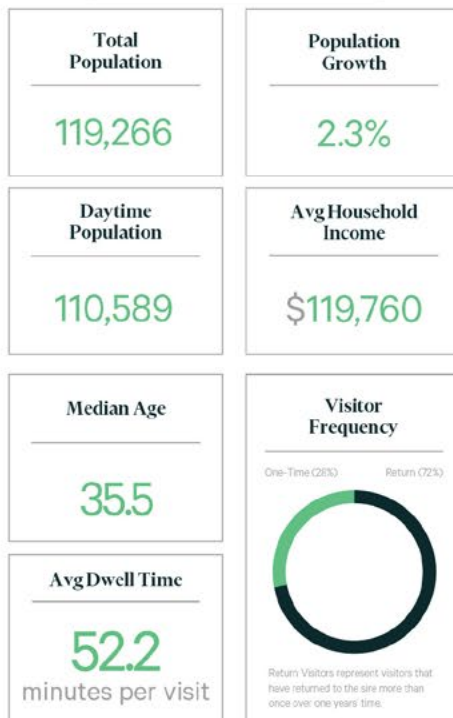 Total
Population
119,266
Population
Growth
2.3%
Daytime
Population
110,589
Avg Household
Income
$119,760
Median Age
35.5
Visitor
Frequency
One-Time (28%)
Return (72%)
Return Visitors represent visitors that
have returned to the sire more than
once over one years' time.
Avg Dwell Time
52.2
minutes per visit